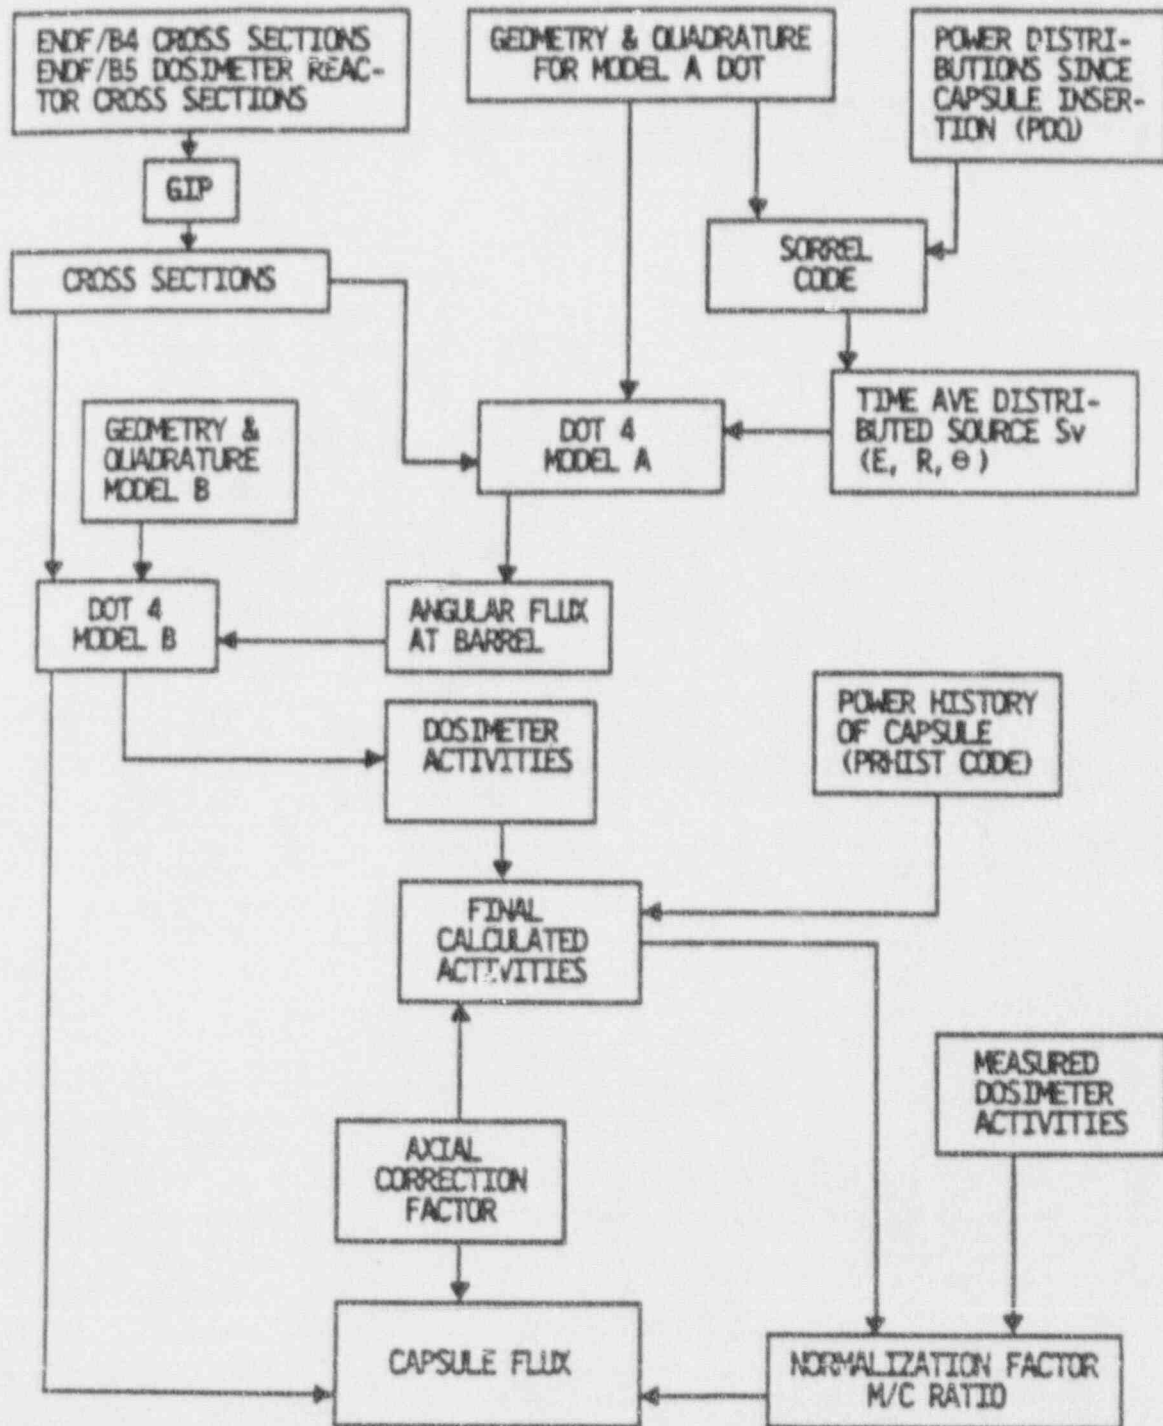 ENDF/B4 CROSS SECTIONS
ENDF/B5 DOSIMETER REAC-
TOR CROSS SECTIONS
GEOMETRY & QUADRATURE
FOR MODEL A DOT
POWER DISTRI-
BUTIONS SINCE
CAPSULE INSER-
TION (PDQ)
GIP
SORREL
CODE
CROSS SECTIONS
TIME AVE DISTRI-
BUTED SOURCE Sv
(E, R, Θ)
DOT 4
MODEL A
GEOMETRY &
QUADRATURE
MODEL B
DOT 4
MODEL B
ANGULAR FLUX
AT BARREL
DOSIMETER
ACTIVITIES
POWER HISTORY
OF CAPSULE
(PRHIST CODE)
FINAL
CALCULATED
ACTIVITIES
MEASURED
DOSIMETER
ACTIVITIES
AXIAL
CORRECTION
FACTOR
CAPSULE FLUX
NORMALIZATION FACTOR
M/C RATIO